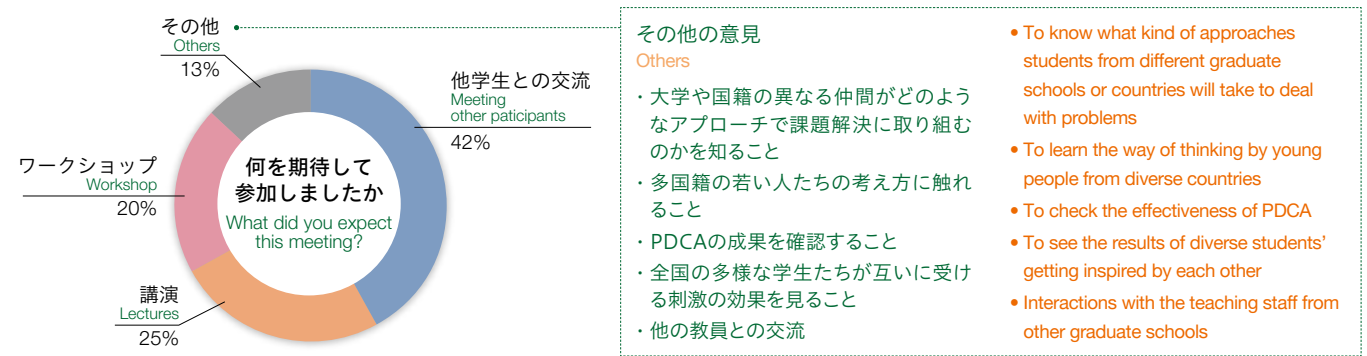 その他
Others
13%
他学生との交流
Meeting
other paticipants
42%
ワークショップ
Workshop
20%
講演
Lectures
25%
何を期待して
参加しましたか
What did you expect
this meeting?
その他の意見
Others
・大学や国籍の異なる仲間がどのよう
なアプローチで課題解決に取り組む
のかを知ること
・多国籍の若い人たちの考え方に触れ
ること
・PDCAの成果を確認すること
・全国の多様な学生たちが互いに受け
る刺激の効果を見ること
・他の教員との交流
• To know what kind of approaches
students from different graduate
schools or countries will take to deal
with problems
• To learn the way of thinking by young
people from diverse countries
• To check the effectiveness of PDCA
• To see the results of diverse students’
getting inspired by each other
• Interactions with the teaching staff from
other graduate schools